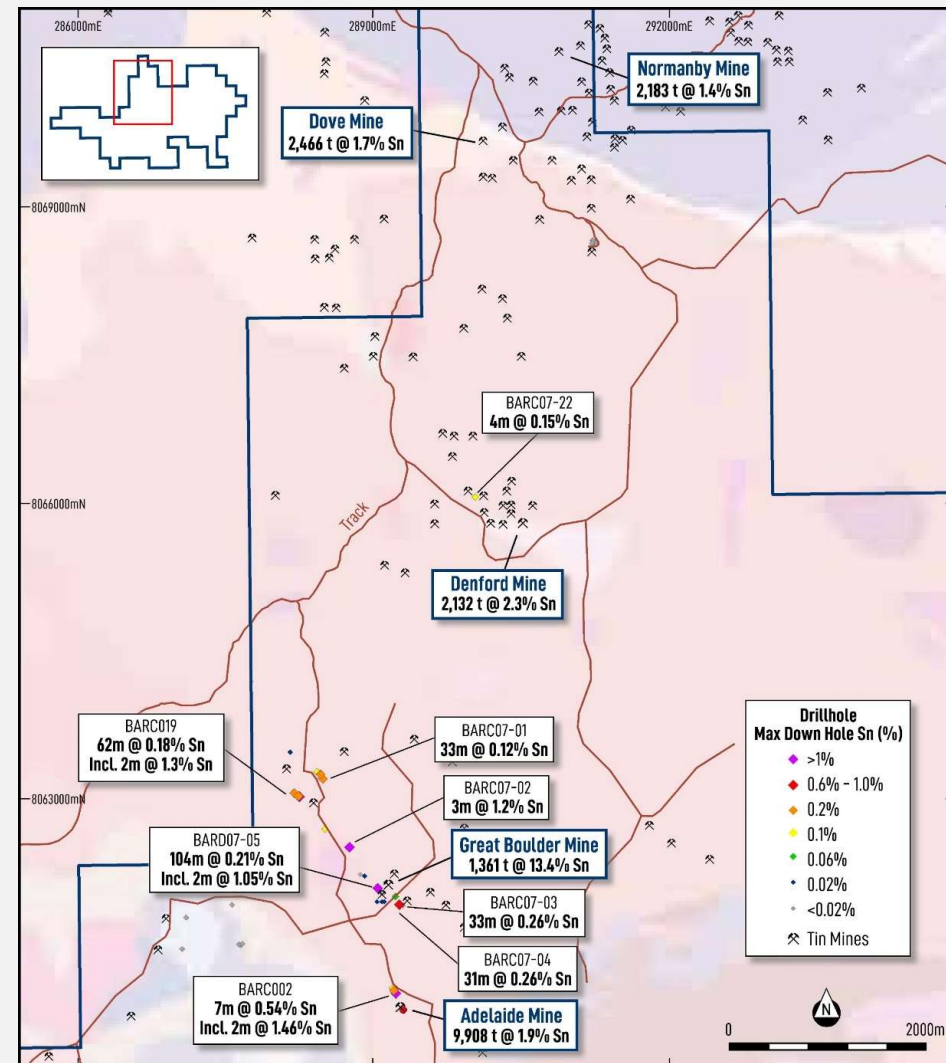 286000mE
289000mE
292000mE
Normanby Mine
2,183 t @ 1.4% Sn
Dove Mine
2,466 t @ 1.7% Sn
8069000mN
BARC07-22
4m @ 0.15% Sn
8066000mN
Track
Denford Mine
2,132 t @ 2.3% Sn
BARC019
62m @ 0.18% Sn
Incl. 2m @ 1.3% Sn
BARC07-01
33m @ 0.12% Sn
8063000mN
BARC07-02
3m @ 1.2% Sn
BARD07-05
104m @ 0.21% Sn
Incl. 2m @ 1.05% Sn
Great Boulder Mine
1,361 t @ 13.4% Sn
BARC07-03
33m @ 0.26% Sn
BARC07-04
31m @ 0.26% Sn
BARC002
7m @ 0.54% Sn
Incl. 2m @ 1.46% Sn
Adelaide Mine
9,908 t @ 1.9% Sn
Drillhole
Max Down Hole Sn (%)
>1%
0.6% - 1.0%
0.2%
0.1%
0.06%
0.02%
<0.02%
Tin Mines
N
0
2000m